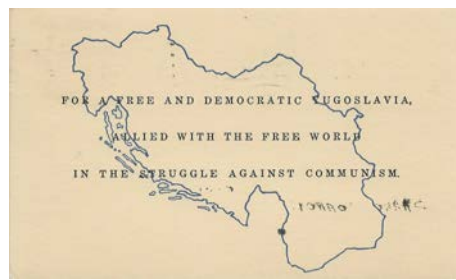 FOR A FREE AND DEMOCRATIC YUGOSLAVIA,
ALLIED WITH THE FREE WORLD
IN THE STRUGGLE AGAINST COMMUNISM.